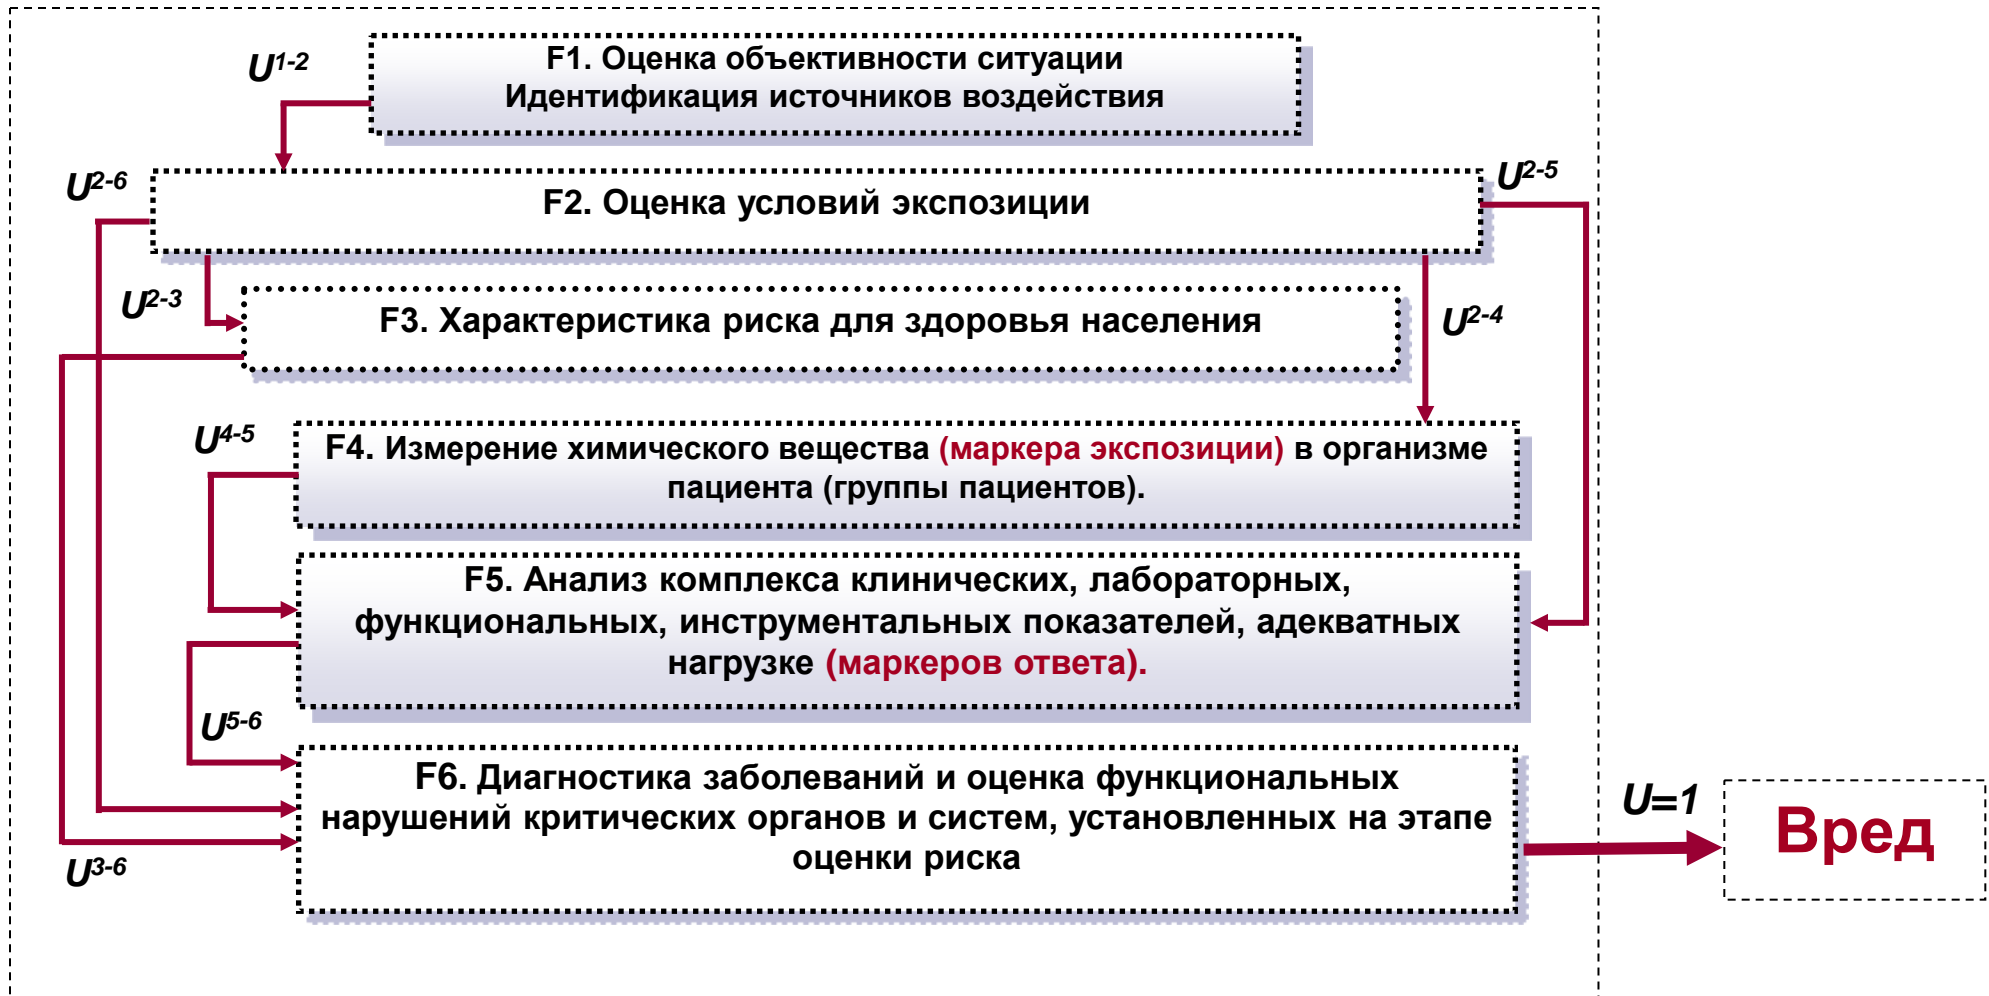 U1-2
F1. Оценка объективности ситуации
Идентификация источников воздействия
U2-6
F2. Оценка условий экспозиции
U2-5
U2-3
F3. Характеристика риска для здоровья населения
U2-4
U4-5
F4. Измерение химического вещества (маркера экспозиции) в организме
пациента (группы пациентов).
F5. Анализ комплекса клинических, лабораторных,
функциональных, инструментальных показателей, адекватных
нагрузке (маркеров ответа).
U5-6
F6. Диагностика заболеваний и оценка функциональных
нарушений критических органов и систем, установленных на этапе
оценки риска
U3-6
U=1
Вред